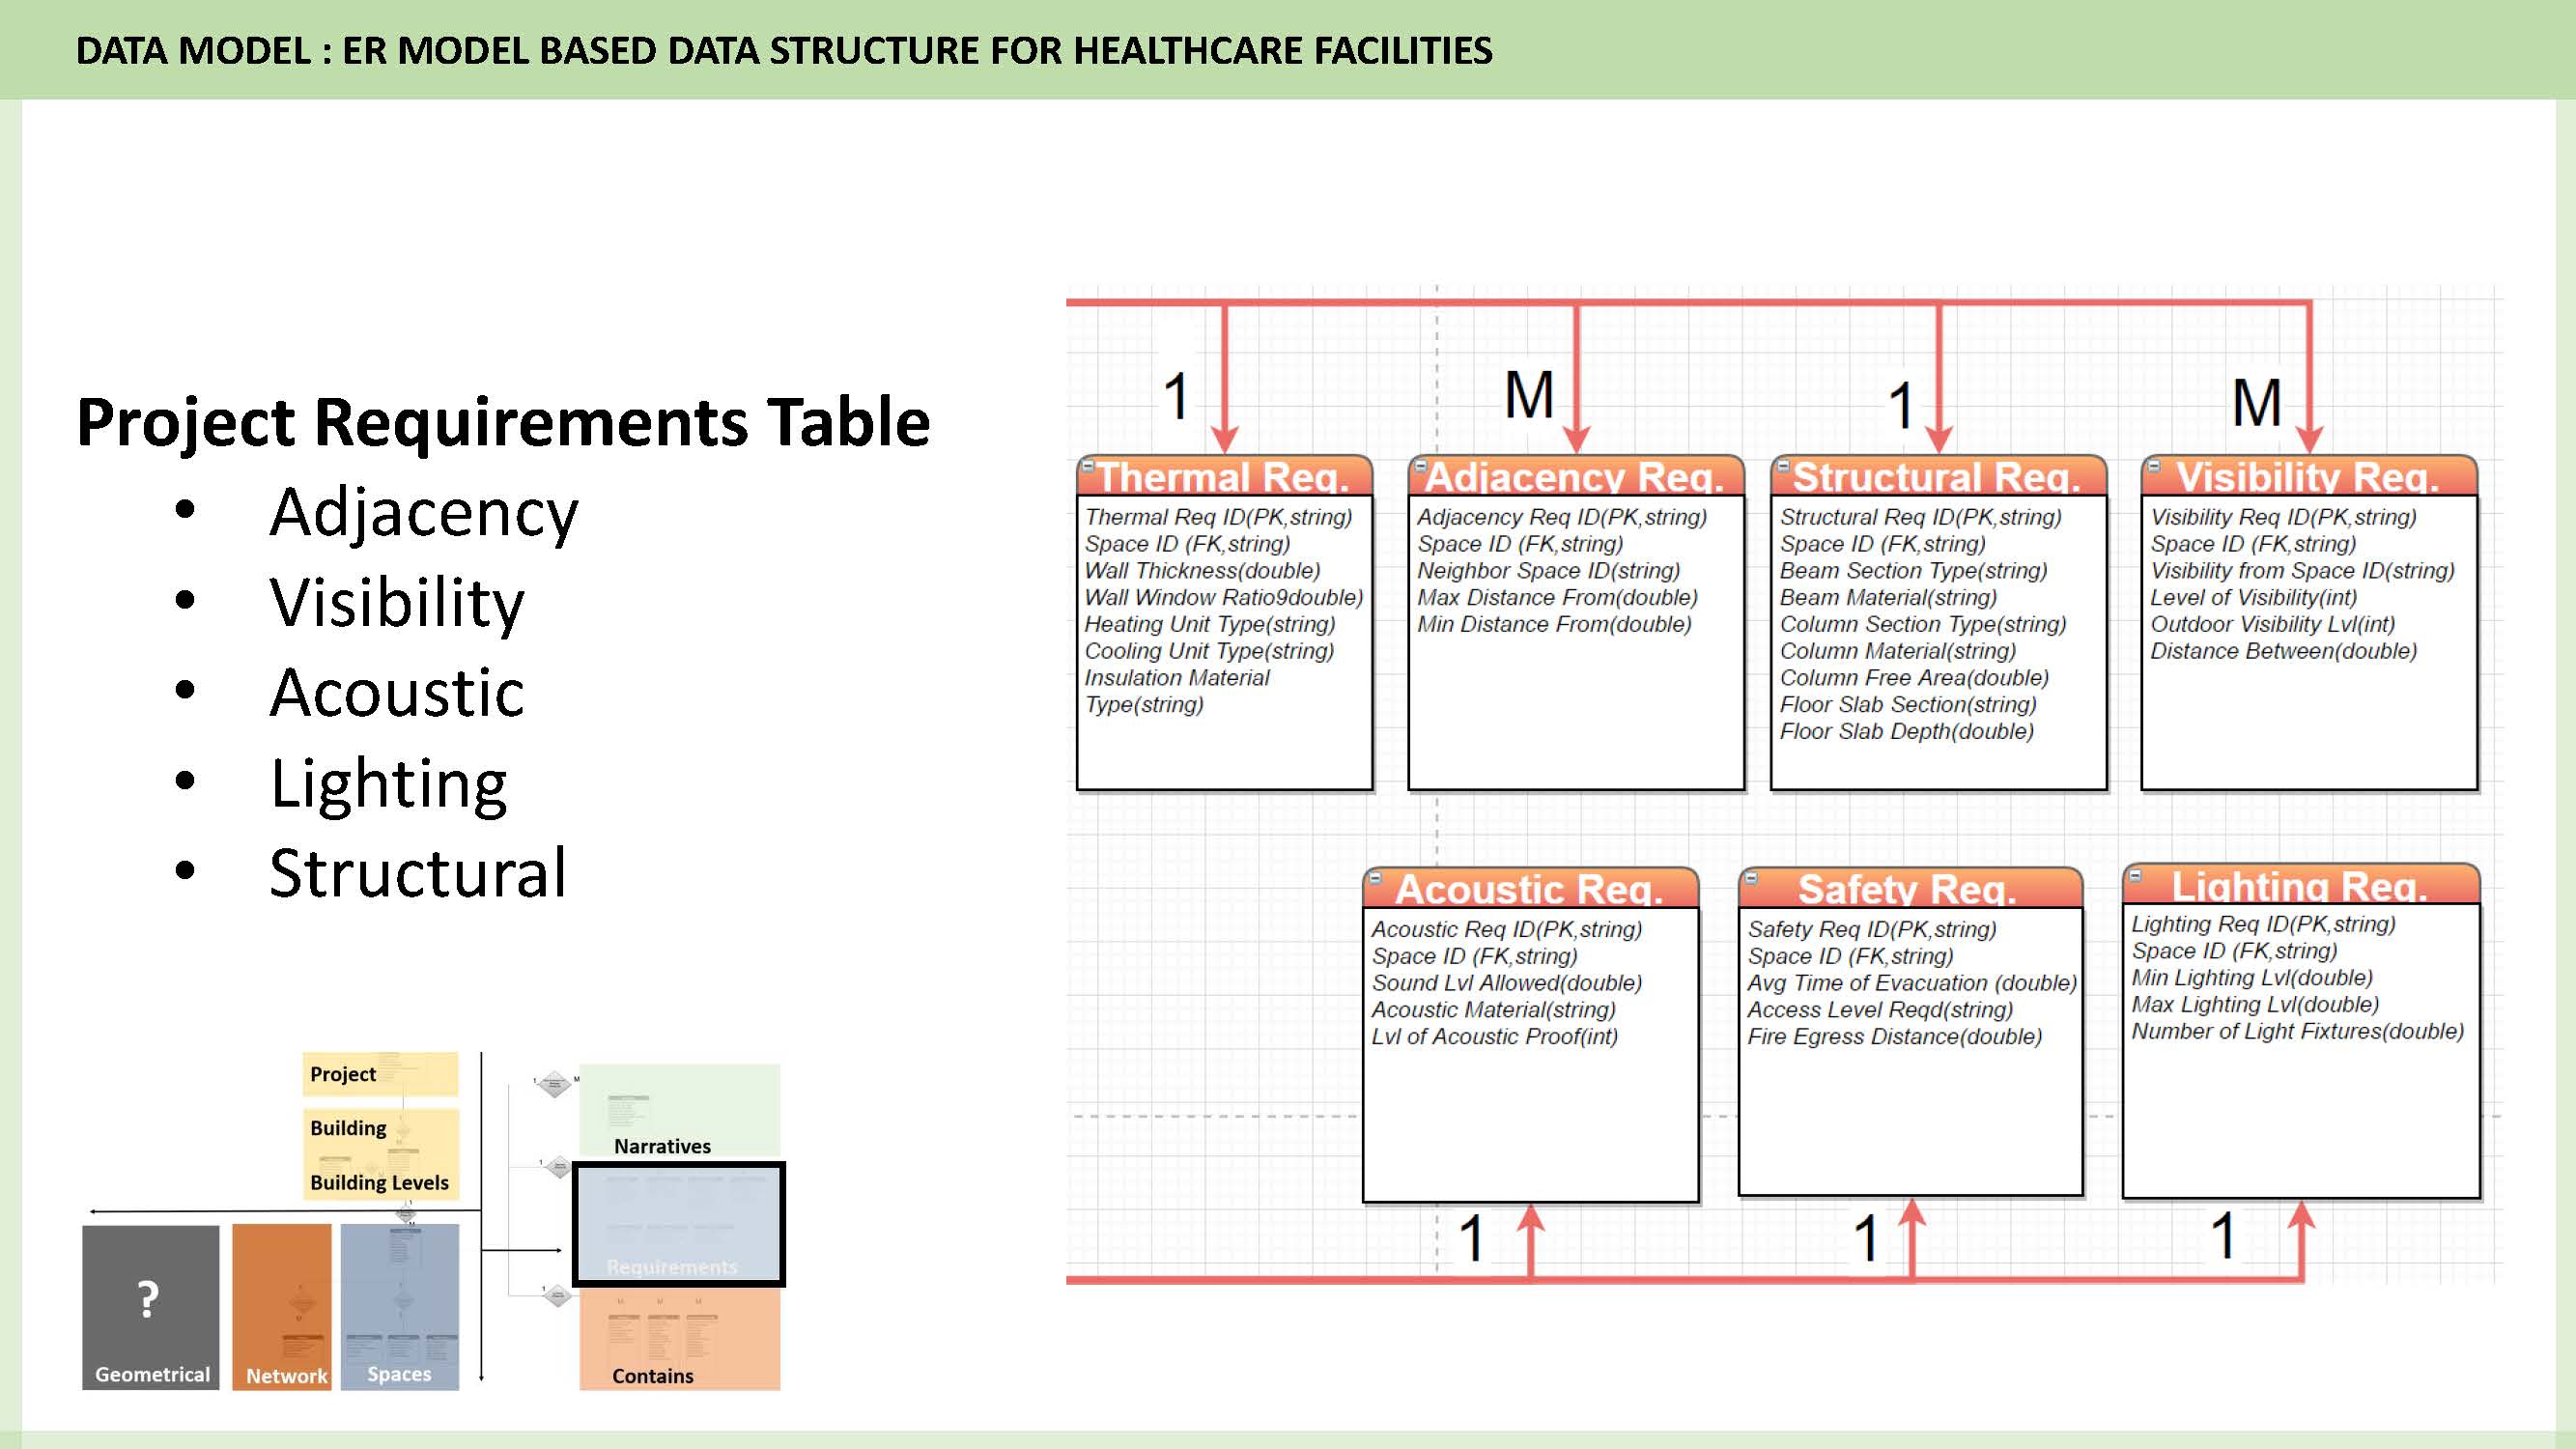 DATA MODEL : ER MODEL BASED DATA STRUCTURE FOR HEALTHCARE FACILITIES
Project Requirements Table
• Adjacency
• Visibility
• Acoustic
• Lighting
• Structural
1
M
1
M
Thermal Req.
Thermal Req ID(PK,string)
Space ID (FK,string)
Wall Thickness(double)
Wall Window Ratio9double)
Heating Unit Type(string)
Cooling Unit Type(string)
Insulation Material
Type(string)
Adjacency Req.
Adjacency Req ID(PK,string)
Space ID (FK,string)
Neighbor Space ID(string)
Max Distance From(double)
Min Distance From(double)
Structural Req.
Structural Req ID(PK,string)
Space ID (FK,string)
Beam Section Type(string)
Beam Material(string)
Column Section Type(string)
Column Material(string)
Column Free Area(double)
Floor Slab Section(string)
Floor Slab Depth(double)
Visibility Req.
Visibility Req ID(PK,string)
Space ID (FK,string)
Visibility from Space ID(string)
Level of Visibility(int)
Outdoor Visibility Lvl(int)
Distance Between(double)
Acoustic Req.
Acoustic Req ID(PK,string)
Space ID (FK,string)
Sound Lvl Allowed(double)
Acoustic Material(string)
Lvl of Acoustic Proof(int)
Safety Req.
Safety Req ID(PK,string)
Space ID (FK,string)
Avg Time of Evacuation (double)
Access Level Reqd(string)
Fire Egress Distance(double)
Lighting Req.
Lighting Req ID(PK,string)
Space ID (FK,string)
Min Lighting Lvl(double)
Max Lighting Lvl(double)
Number of Light Fixtures(double)
1
1
1
Project
Building
Building Levels
?
Geometrical
Network
Spaces
1
M
Narratives
1
Requirements
1
M M M
Contains